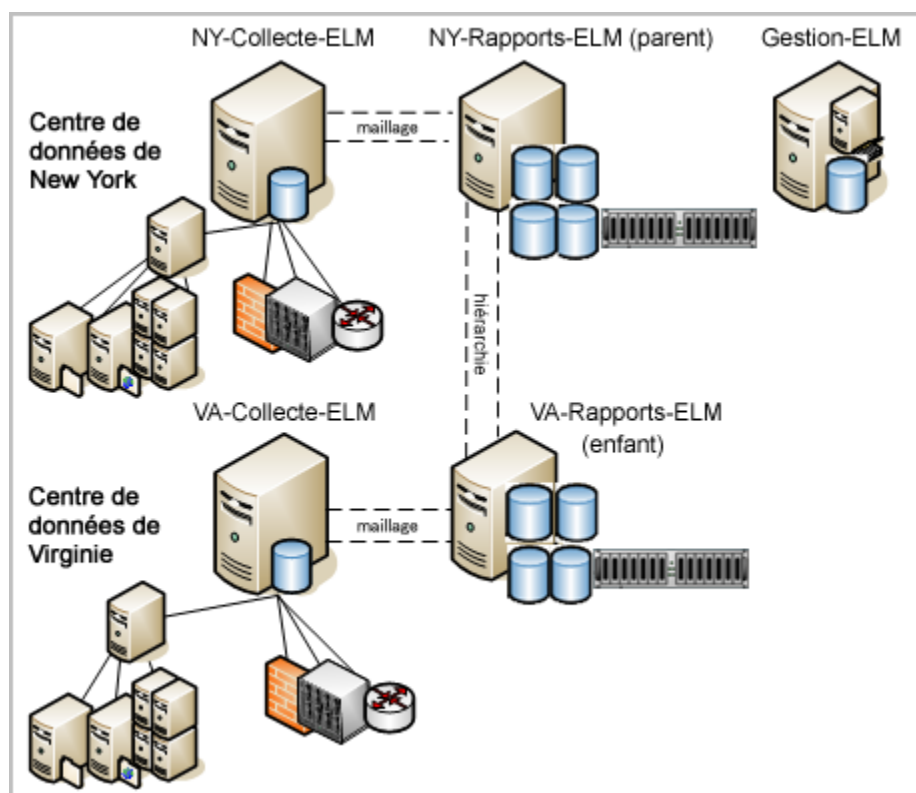 NY-Collecte-ELM
NY-Rapports-ELM (parent)
Gestion-ELM
Centre de
données de
New York
maillage
hiérarchie
VA-Collecte-ELM
VA-Rapports-ELM
(enfant)
Centre de
données de
Virginie
maillage